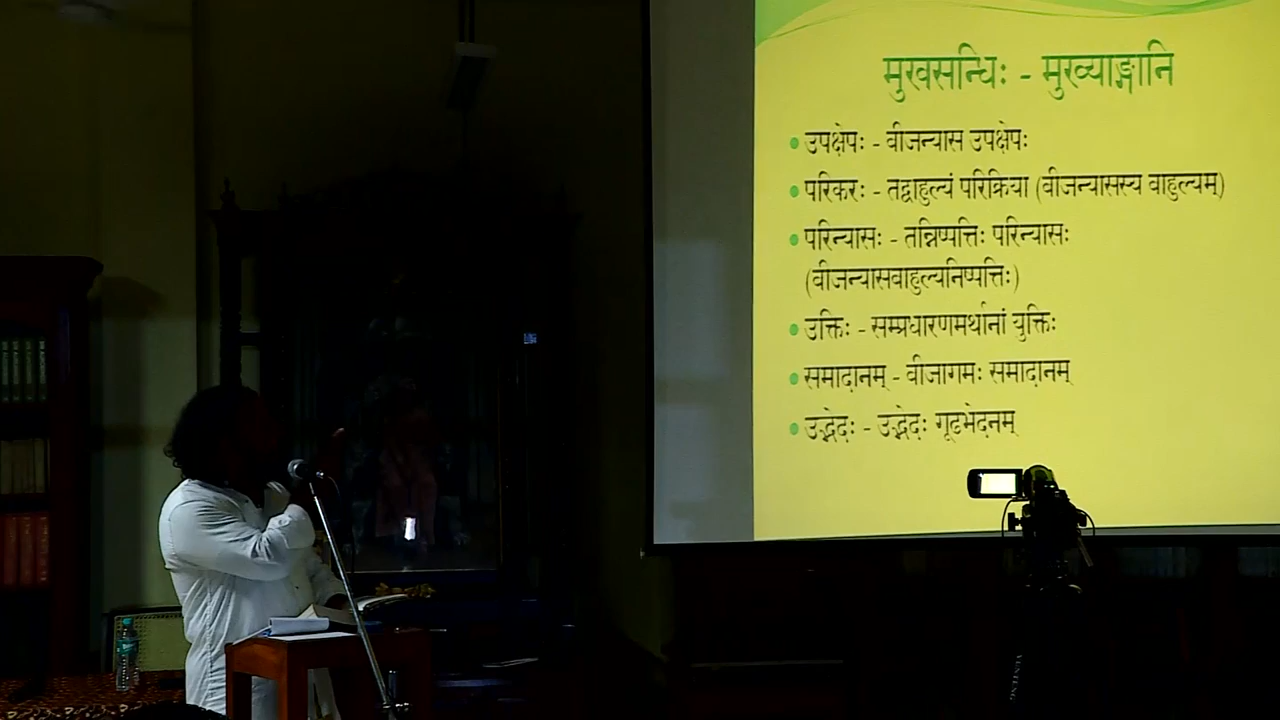 मुखसन्धिः - मुख्याङ्गानि
• उपक्षेपः - बीजन्यास उपक्षेपः
• परिकरः - तद्बाहुल्यं परिक्रिया (बीजन्यासस्य बाहुल्यम्)
• परिन्यासः - तन्निष्पत्तिः परिन्यासः
(बीजन्यासबाहुल्यनिष्पत्तिः)
• उक्तिः - सम्प्रधारणमर्थानां युक्तिः
• समादानम् - बीजागमः समादानम्
• उद्भेदः - उद्भेदः गूढभेदनम्